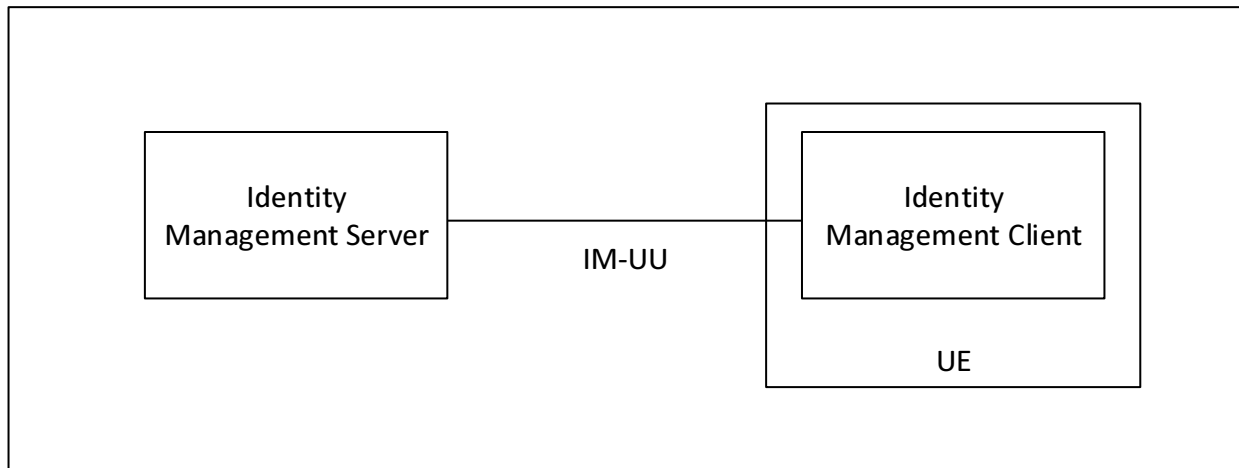 Identity
Management Server
IM-UU
Identity
Management Client
UE